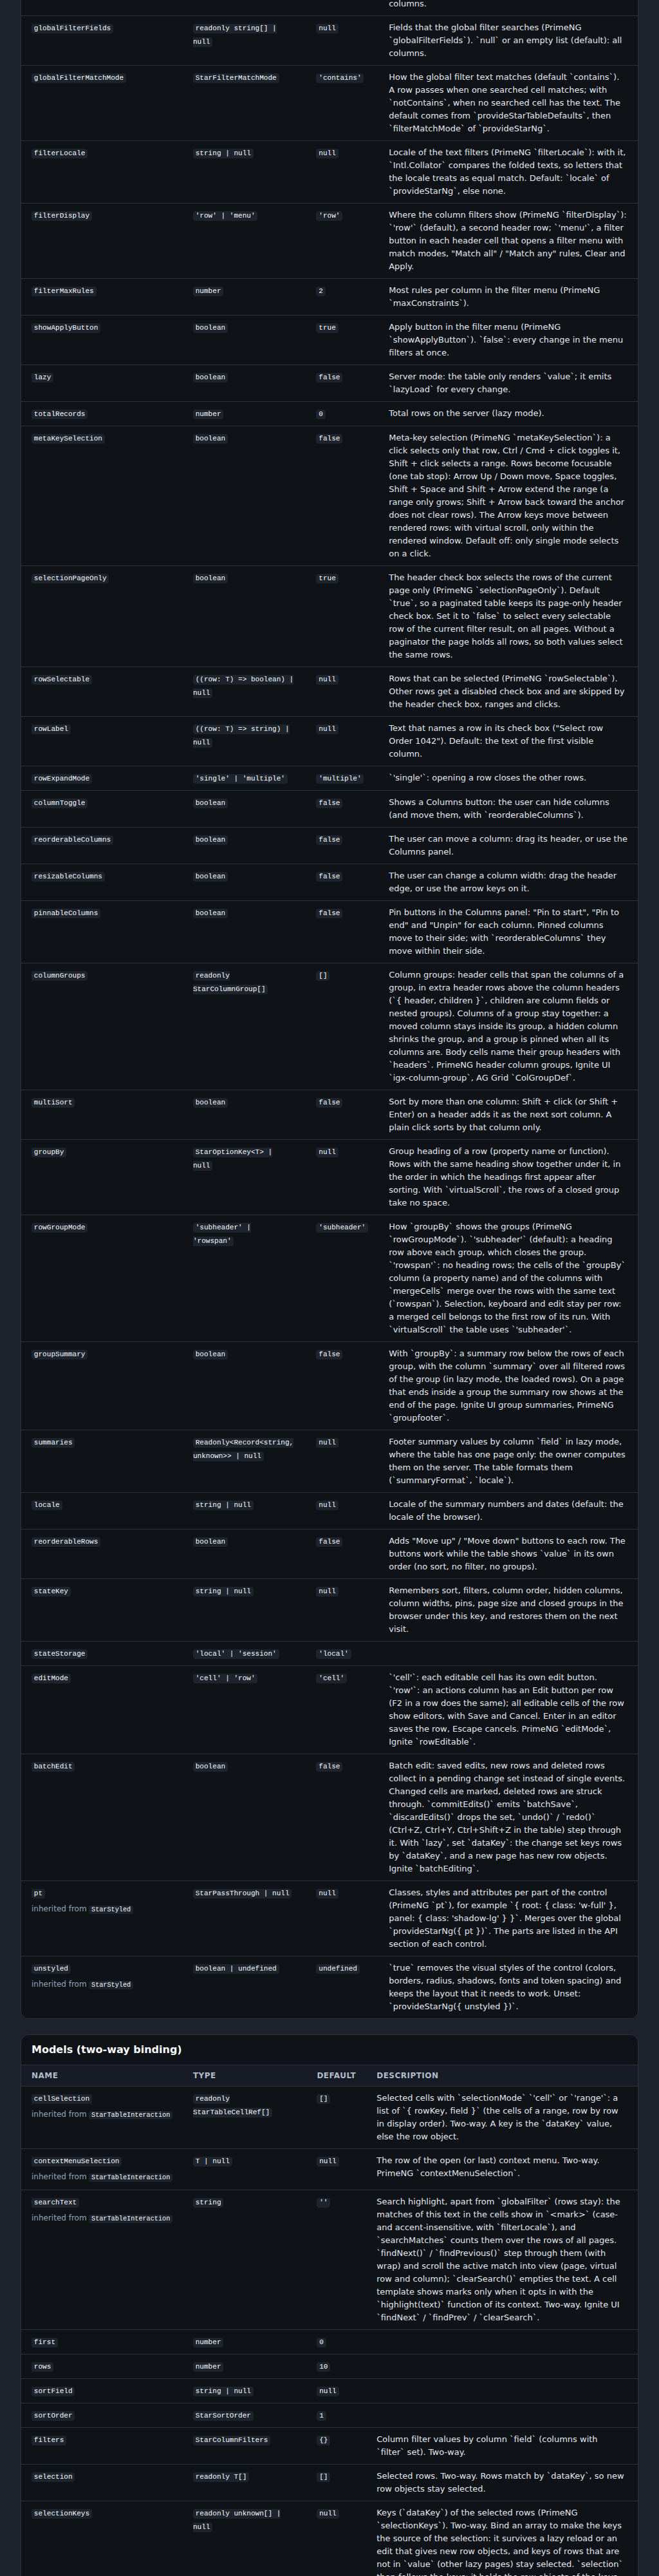 columns.
globalFilterFields
readonly string[] |
null
null
Fields that the global filter searches (PrimeNG
`globalFilterFields`). `null` or an empty list (default): all
columns.
globalFilterMatchMode
StarFilterMatchMode
'contains'
How the global filter text matches (default `contains`).
A row passes when one searched cell matches; with
`notContains`, when no searched cell has the text. The
default comes from `provideStarTableDefaults`, then
`filterMatchMode` of `provideStarNg`.
filterLocale
string | null
null
Locale of the text filters (PrimeNG `filterLocale`): with it,
`Intl.Collator` compares the folded texts, so letters that
the locale treats as equal match. Default: `locale` of
`provideStarNg`, else none.
filterDisplay
'row' | 'menu'
'row'
Where the column filters show (PrimeNG `filterDisplay`):
`'row'` (default), a second header row; `'menu'`, a filter
button in each header cell that opens a filter menu with
match modes, "Match all" / "Match any" rules, Clear and
Apply.
filterMaxRules
number
2
Most rules per column in the filter menu (PrimeNG
`maxConstraints`).
showApplyButton
boolean
true
Apply button in the filter menu (PrimeNG
`showApplyButton`). `false`: every change in the menu
filters at once.
lazy
boolean
false
Server mode: the table only renders `value`; it emits
`lazyLoad` for every change.
totalRecords
number
0
Total rows on the server (lazy mode).
metaKeySelection
boolean
false
Meta-key selection (PrimeNG `metaKeySelection`): a
click selects only that row, Ctrl / Cmd + click toggles it,
Shift + click selects a range. Rows become focusable
(one tab stop): Arrow Up / Down move, Space toggles,
Shift + Space and Shift + Arrow extend the range (a
range only grows; Shift + Arrow back toward the anchor
does not clear rows). The Arrow keys move between
rendered rows: with virtual scroll, only within the
rendered window. Default off: only single mode selects
on a click.
selectionPageOnly
boolean
true
The header check box selects the rows of the current
page only (PrimeNG `selectionPageOnly`). Default
`true`, so a paginated table keeps its page-only header
check box. Set it to `false` to select every selectable
row of the current filter result, on all pages. Without a
paginator the page holds all rows, so both values select
the same rows.
rowSelectable
((row: T) => boolean) |
null
null
Rows that can be selected (PrimeNG `rowSelectable`).
Other rows get a disabled check box and are skipped by
the header check box, ranges and clicks.
rowLabel
((row: T) => string) |
null
null
Text that names a row in its check box ("Select row
Order 1042"). Default: the text of the first visible
column.
rowExpandMode
'single' | 'multiple'
'multiple'
`'single'`: opening a row closes the other rows.
columnToggle
boolean
false
Shows a Columns button: the user can hide columns
(and move them, with `reorderableColumns`).
reorderableColumns
boolean
false
The user can move a column: drag its header, or use the
Columns panel.
resizableColumns
boolean
false
The user can change a column width: drag the header
edge, or use the arrow keys on it.
pinnableColumns
boolean
false
Pin buttons in the Columns panel: "Pin to start", "Pin to
end" and "Unpin" for each column. Pinned columns
move to their side; with `reorderableColumns` they
move within their side.
columnGroups
readonly
StarColumnGroup[]
[]
Column groups: header cells that span the columns of a
group, in extra header rows above the column headers
(`{ header, children }`, children are column fields or
nested groups). Columns of a group stay together: a
moved column stays inside its group, a hidden column
shrinks the group, and a group is pinned when all its
columns are. Body cells name their group headers with
`headers`. PrimeNG header column groups, Ignite UI
`igx-column-group`, AG Grid `ColGroupDef`.
multiSort
boolean
false
Sort by more than one column: Shift + click (or Shift +
Enter) on a header adds it as the next sort column. A
plain click sorts by that column only.
groupBy
StarOptionKey<T> |
null
null
Group heading of a row (property name or function).
Rows with the same heading show together under it, in
the order in which the headings first appear after
sorting. With `virtualScroll`, the rows of a closed group
take no space.
rowGroupMode
'subheader' |
'rowspan'
'subheader'
How `groupBy` shows the groups (PrimeNG
`rowGroupMode`). `'subheader'` (default): a heading
row above each group, which closes the group.
`'rowspan'`: no heading rows; the cells of the `groupBy`
column (a property name) and of the columns with
`mergeCells` merge over the rows with the same text
(`rowspan`). Selection, keyboard and edit stay per row:
a merged cell belongs to the first row of its run. With
`virtualScroll` the table uses `'subheader'`.
groupSummary
boolean
false
With `groupBy`: a summary row below the rows of each
group, with the column `summary` over all filtered rows
of the group (in lazy mode, the loaded rows). On a page
that ends inside a group the summary row shows at the
end of the page. Ignite UI group summaries, PrimeNG
`groupfooter`.
summaries
Readonly<Record<string,
unknown>> | null
null
Footer summary values by column `field` in lazy mode,
where the table has one page only: the owner computes
them on the server. The table formats them
(`summaryFormat`, `locale`).
locale
string | null
null
Locale of the summary numbers and dates (default: the
locale of the browser).
reorderableRows
boolean
false
Adds "Move up" / "Move down" buttons to each row. The
buttons work while the table shows `value` in its own
order (no sort, no filter, no groups).
stateKey
string | null
null
Remembers sort, filters, column order, hidden columns,
column widths, pins, page size and closed groups in the
browser under this key, and restores them on the next
visit.
stateStorage
'local' | 'session'
'local'
editMode
'cell' | 'row'
'cell'
`'cell'`: each editable cell has its own edit button.
`'row'`: an actions column has an Edit button per row
(F2 in a row does the same); all editable cells of the row
show editors, with Save and Cancel. Enter in an editor
saves the row, Escape cancels. PrimeNG `editMode`,
Ignite `rowEditable`.
batchEdit
boolean
false
Batch edit: saved edits, new rows and deleted rows
collect in a pending change set instead of single events.
Changed cells are marked, deleted rows are struck
through. `commitEdits()` emits `batchSave`,
`discardEdits()` drops the set, `undo()` / `redo()`
(Ctrl+Z, Ctrl+Y, Ctrl+Shift+Z in the table) step through
it. With `lazy`, set `dataKey`: the change set keys rows
by `dataKey`, and a new page has new row objects.
Ignite `batchEditing`.
pt
inherited from StarStyled
StarPassThrough | null
null
Classes, styles and attributes per part of the control
(PrimeNG `pt`), for example `{ root: { class: 'w-full' },
panel: { class: 'shadow-lg' } }`. Merges over the global
`provideStarNg({ pt })`. The parts are listed in the API
section of each control.
unstyled
inherited from StarStyled
boolean | undefined
undefined
`true` removes the visual styles of the control (colors,
borders, radius, shadows, fonts and token spacing) and
keeps the layout that it needs to work. Unset:
`provideStarNg({ unstyled })`.
Models (two-way binding)
NAME
TYPE
DEFAULT
DESCRIPTION
cellSelection
inherited from StarTableInteraction
readonly
StarTableCellRef[]
[]
Selected cells with `selectionMode` `'cell'` or `'range'`: a
list of `{ rowKey, field }` (the cells of a range, row by row
in display order). Two-way. A key is the `dataKey` value,
else the row object.
contextMenuSelection
inherited from StarTableInteraction
T | null
null
The row of the open (or last) context menu. Two-way.
PrimeNG `contextMenuSelection`.
searchText
inherited from StarTableInteraction
string
''
Search highlight, apart from `globalFilter` (rows stay): the
matches of this text in the cells show in `<mark>` (case-
and accent-insensitive, with `filterLocale`), and
`searchMatches` counts them over the rows of all pages.
`findNext()` / `findPrevious()` step through them (with
wrap) and scroll the active match into view (page, virtual
row and column); `clearSearch()` empties the text. A cell
template shows marks only when it opts in with the
`highlight(text)` function of its context. Two-way. Ignite UI
`findNext` / `findPrev` / `clearSearch`.
first
number
0
rows
number
10
sortField
string | null
null
sortOrder
StarSortOrder
1
filters
StarColumnFilters
{}
Column filter values by column `field` (columns with
`filter` set). Two-way.
selection
readonly T[]
[]
Selected rows. Two-way. Rows match by `dataKey`, so new
row objects stay selected.
selectionKeys
readonly unknown[] |
null
null
Keys (`dataKey`) of the selected rows (PrimeNG
`selectionKeys`). Two-way. Bind an array to make the keys
the source of the selection: it survives a lazy reload or an
edit that gives new row objects, and keys of rows that are
not in `value` (other lazy pages) stay selected. `selection`